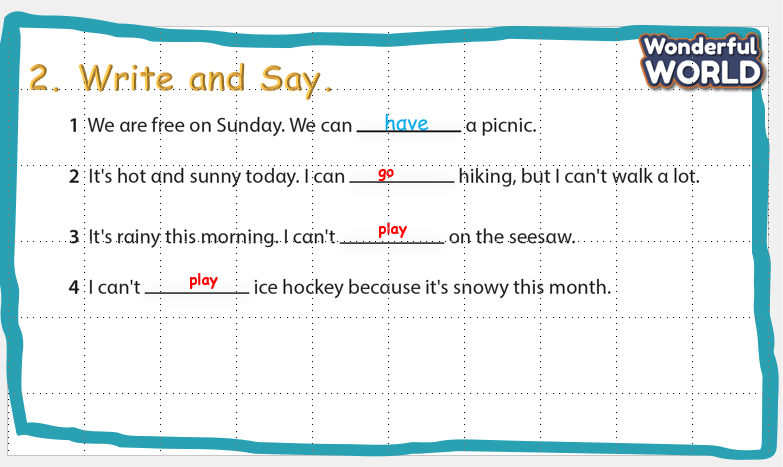 Wonderful
WORLD
2. Write and Say.
1 We are free on Sunday. We can have a picnic.
2 It's hot and sunny today. I can go hiking, but I can't walk a lot.
3 It's rainy this morning. I can't play on the seesaw.
4 I can't play ice hockey because it's snowy this month.